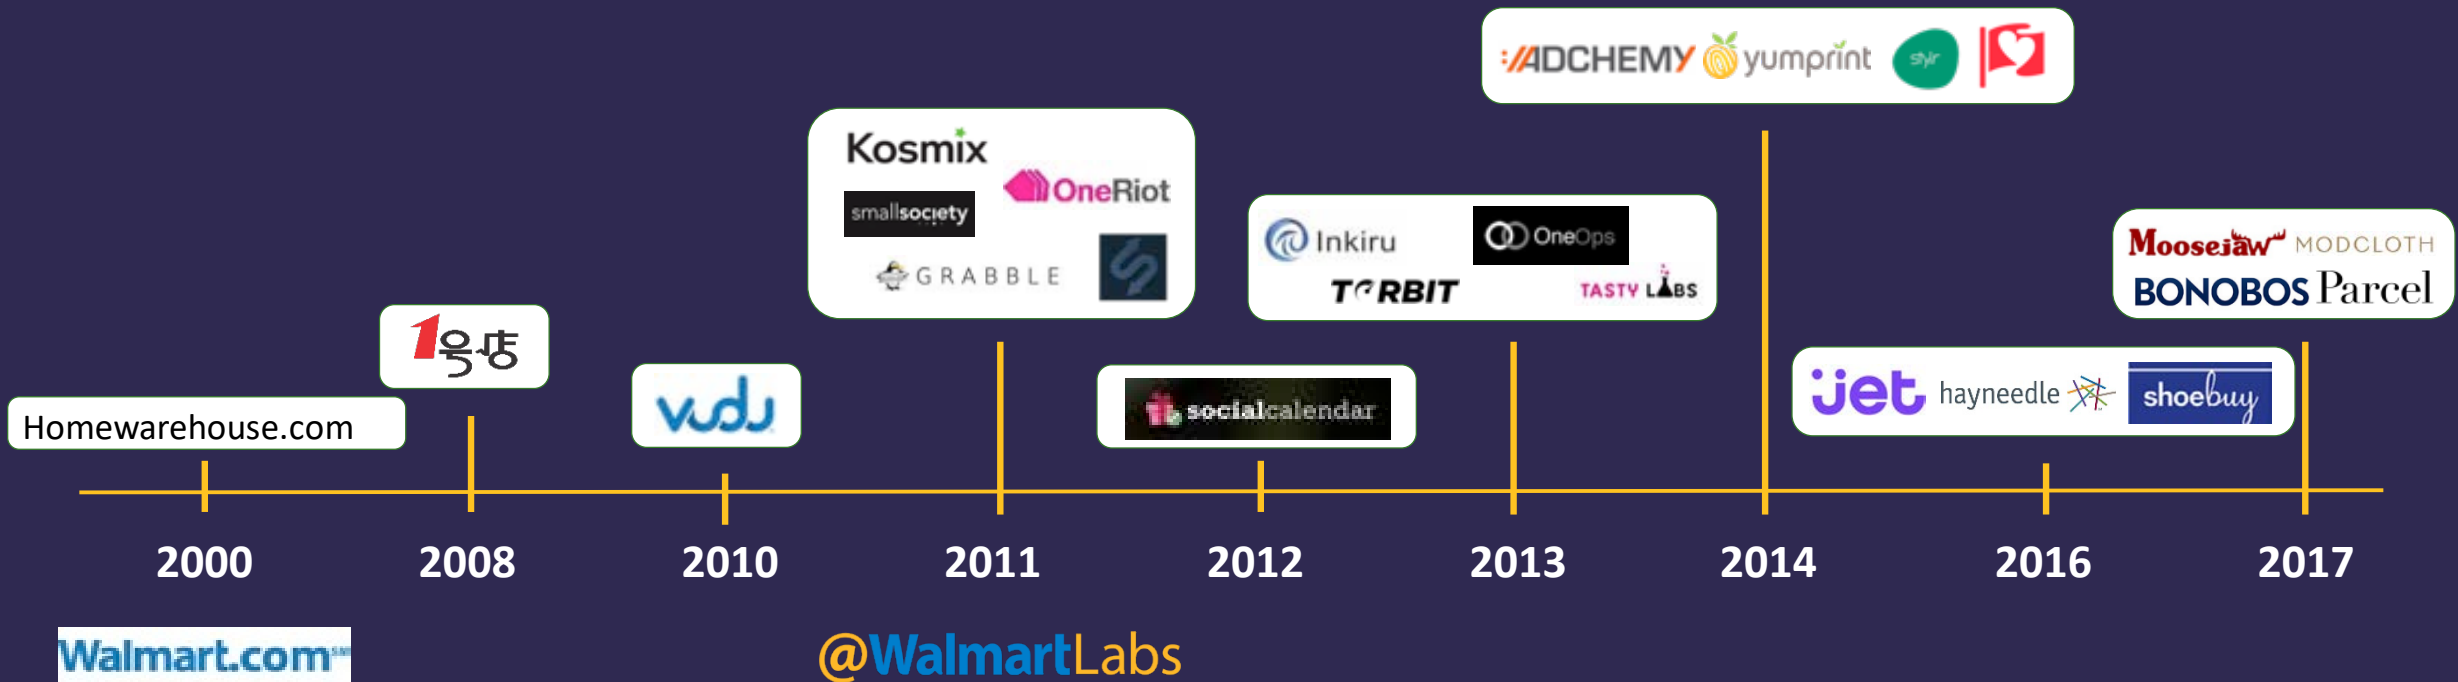 :/ADCHEMY yumprint stylr
Kosmix
OneRiot
smallsociety
GRABBLE
Inkiru OneOps
TORBIT TASTY LABS
Moosejaw MODCLOTH
BONOBOS Parcel
1号店
vudu
socialcalendar
jet hayneedle shoebuy
Homewarehouse.com
2000 2008 2010 2011 2012 2013 2014 2016 2017
Walmart.com
@WalmartLabs